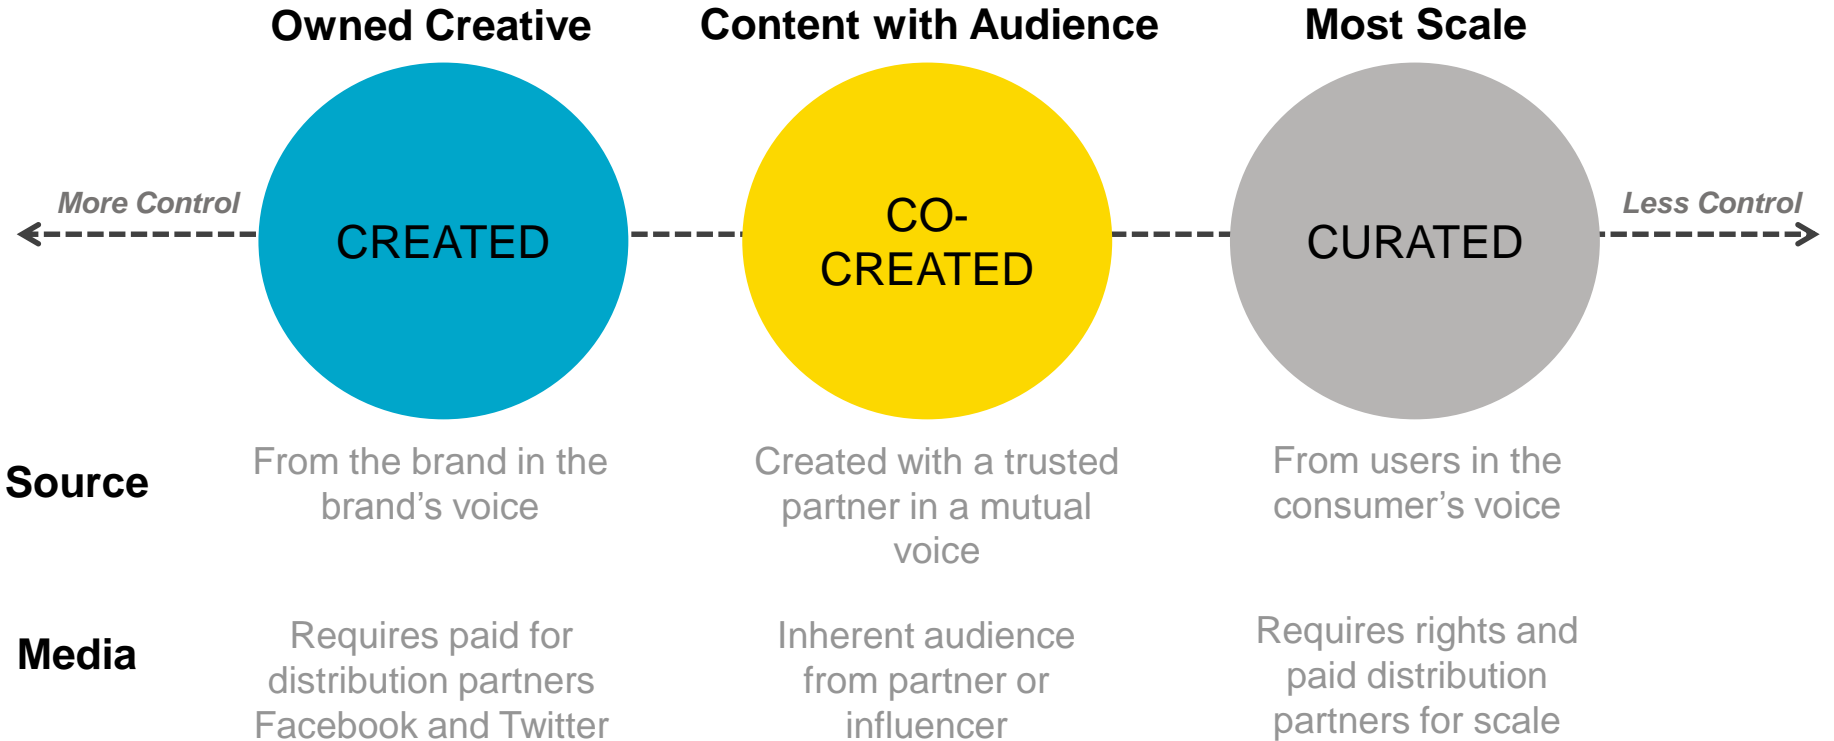 Owned Creative
Content with Audience
Most Scale
More Control
Less Control
CREATED
CO-
CREATED
CURATED
Source
From the brand in the
brand’s voice
Created with a trusted
partner in a mutual
voice
From users in the
consumer’s voice
Media
Requires paid for
distribution partners
Facebook and Twitter
Inherent audience
from partner or
influencer
Requires rights and
paid distribution
partners for scale